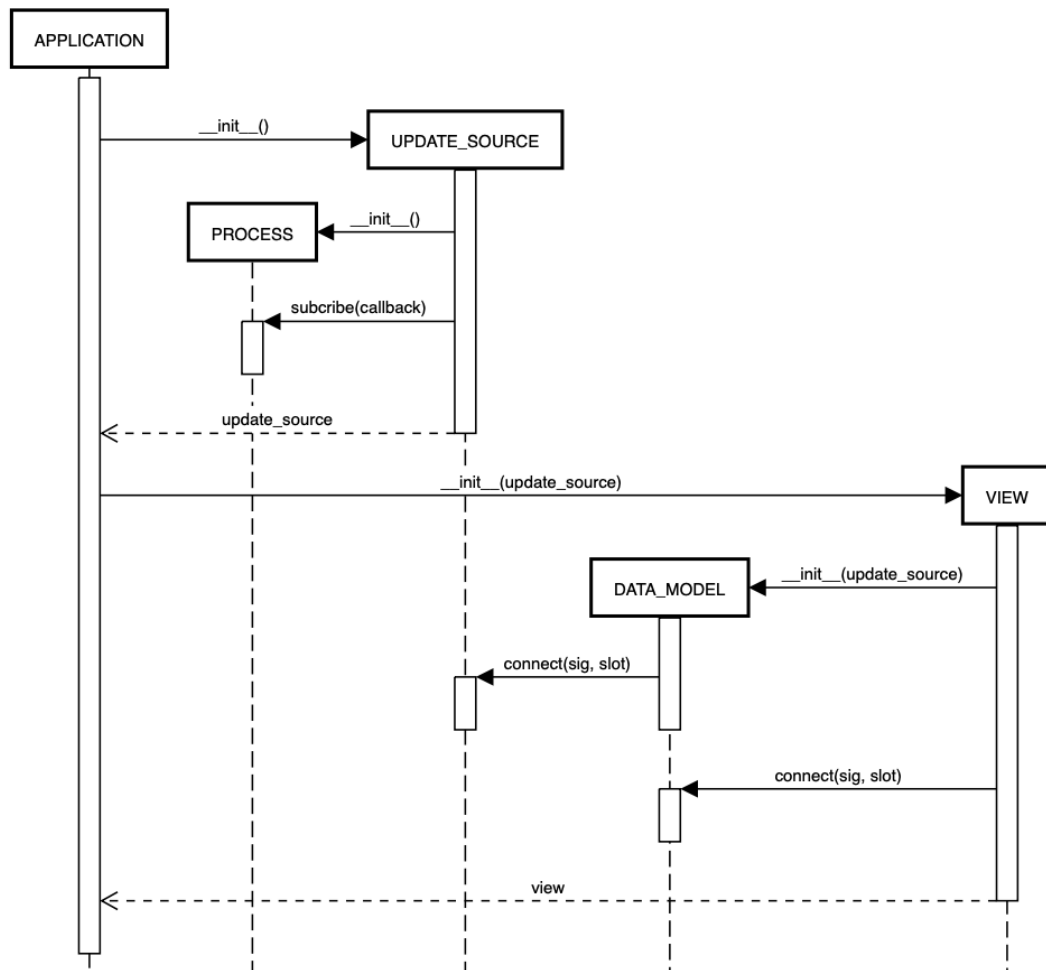 APPLICATION
__init__()
UPDATE_SOURCE
PROCESS
__init__()
subcribe(callback)
update_source
__init__(update_source)
VIEW
DATA_MODEL
__init__(update_source)
connect(sig, slot)
connect(sig, slot)
view